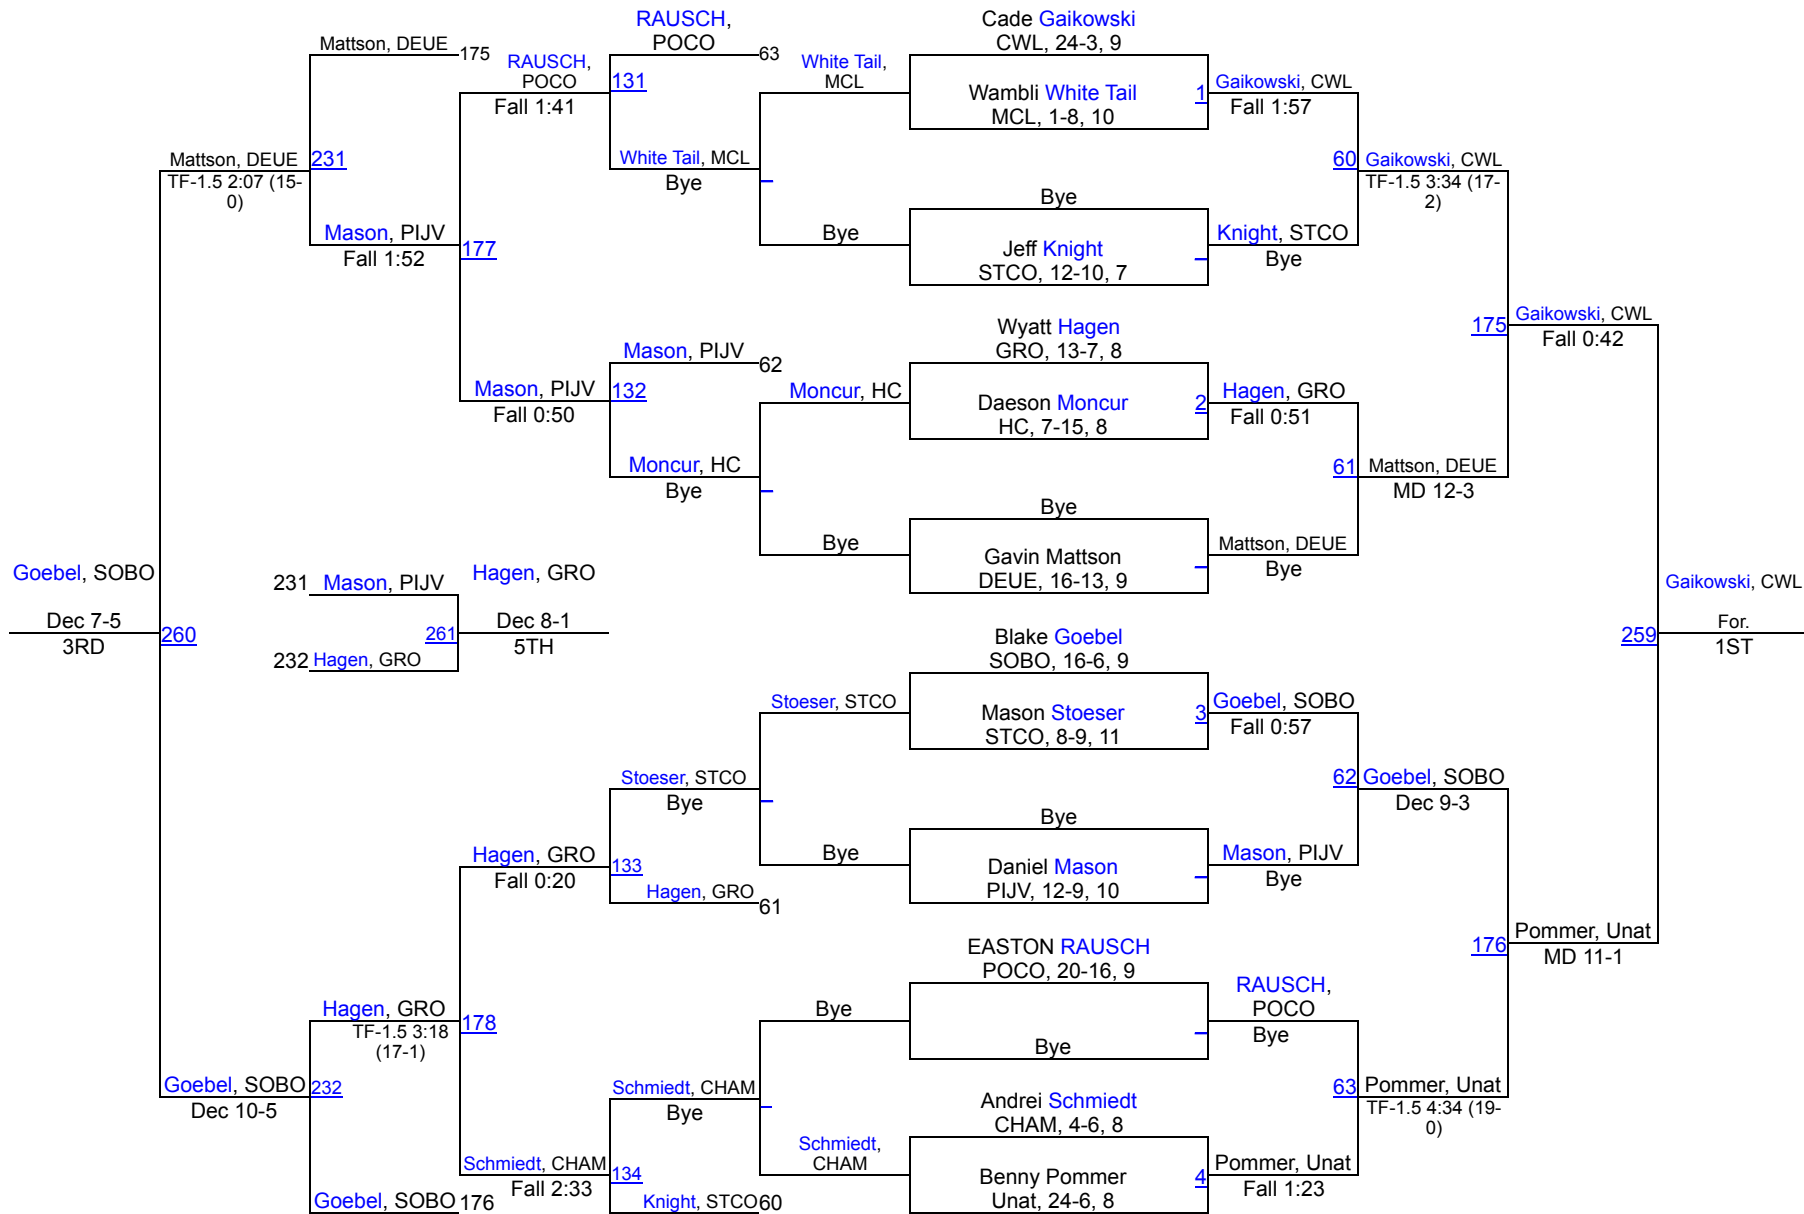 RAUSCH,
POCO
63
Mattson, DEUE
175
RAUSCH,
POCO
131
Fall 1:41
White Tail,
MCL
Cade Gaikowski
CWL, 24-3, 9
Wambli White Tail
MCL, 1-8, 10
1
Gaikowski, CWL
Fall 1:57
Mattson, DEUE
231
TF-1.5 2:07 (15-
0)
White Tail, MCL
Bye
60
Gaikowski, CWL
TF-1.5 3:34 (17-
2)
Mason, PIJV
Fall 1:52
177
Bye
Bye
Jeff Knight
STCO, 12-10, 7
Knight, STCO
Bye
175
Gaikowski, CWL
Fall 0:42
Mason, PIJV
62
Mason, PIJV
132
Fall 0:50
Moncur, HC
Wyatt Hagen
GRO, 13-7, 8
Daeson Moncur
HC, 7-15, 8
2
Hagen, GRO
Fall 0:51
Moncur, HC
Bye
61
Mattson, DEUE
MD 12-3
Bye
Bye
Gavin Mattson
DEUE, 16-13, 9
Mattson, DEUE
Bye
Goebel, SOBO
Dec 7-5
3RD
260
231
Mason, PIJV
Hagen, GRO
261
Dec 8-1
5TH
232
Hagen, GRO
Gaikowski, CWL
259
For.
1ST
Stoeser, STCO
Blake Goebel
SOBO, 16-6, 9
Mason Stoeser
STCO, 8-9, 11
3
Goebel, SOBO
Fall 0:57
Stoeser, STCO
Bye
62
Goebel, SOBO
Dec 9-3
Hagen, GRO
Fall 0:20
133
Hagen, GRO
61
Bye
Bye
Daniel Mason
PIJV, 12-9, 10
Mason, PIJV
Bye
176
Pommer, Unat
MD 11-1
Hagen, GRO
TF-1.5 3:18
(17-1)
178
Bye
EASTON RAUSCH
POCO, 20-16, 9
Bye
RAUSCH,
POCO
Bye
Goebel, SOBO
232
Dec 10-5
Schmiedt, CHAM
Bye
63
Pommer, Unat
TF-1.5 4:34 (19-
0)
Schmiedt, CHAM
Fall 2:33
134
Schmiedt,
CHAM
Andrei Schmiedt
CHAM, 4-6, 8
Benny Pommer
Unat, 24-6, 8
4
Pommer, Unat
Fall 1:23
Goebel, SOBO
176
Knight, STCO
60